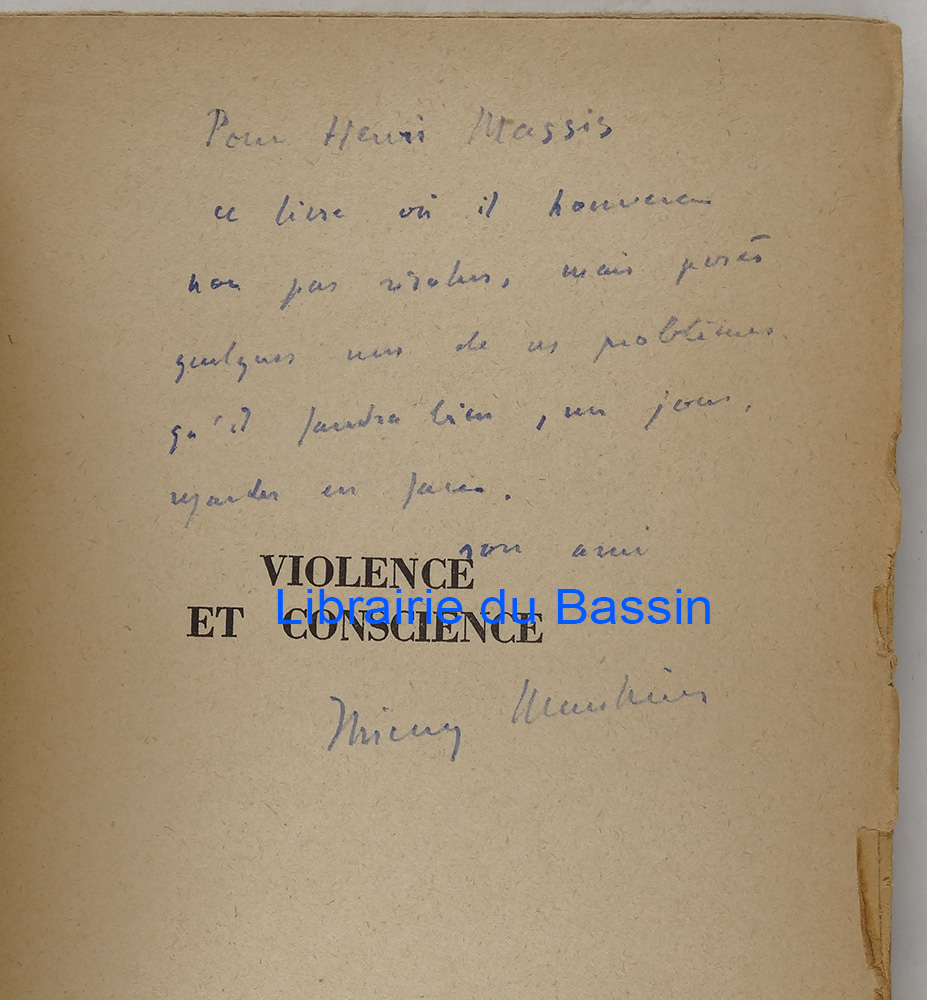 Pour Henri Massis
ce livre où il trouvera
non pas résolus, mais posés
quelques uns de ces problèmes
qu'il faudra bien, un jour,
regarder en face.
son ami
VIOLENCE
ET CONSCIENCE
Librairie du Bassin
Thierry Maulnier